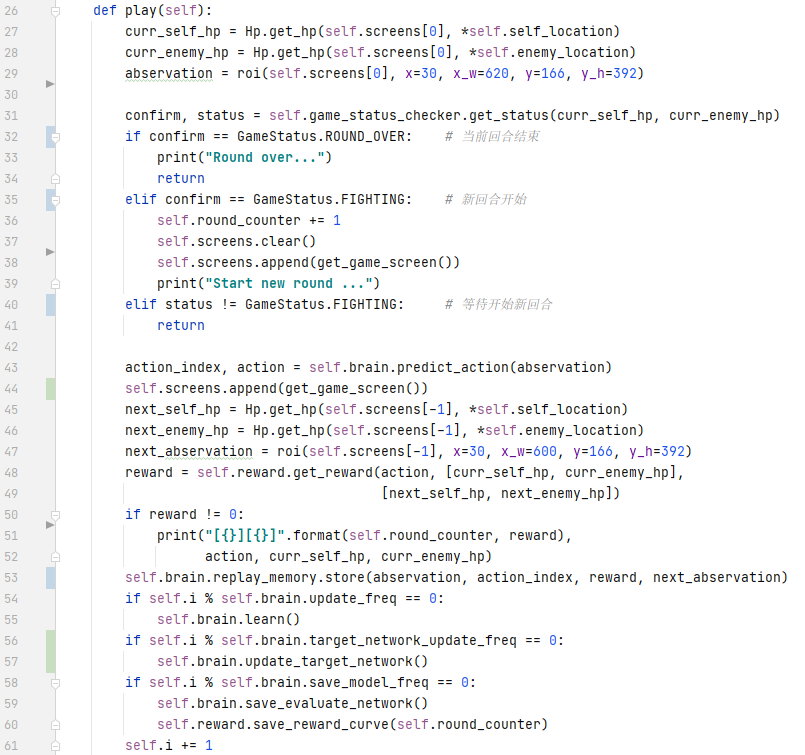 26 def play(self):
27 curr_self_hp = Hp.get_hp(self.screens[0], *self.self_location)
28 curr_enemy_hp = Hp.get_hp(self.screens[0], *self.enemy_location)
29 abservation = roi(self.screens[0], x=30, x_w=620, y=166, y_h=392)
30
31 confirm, status = self.game_status_checker.get_status(curr_self_hp, curr_enemy_hp)
32 if confirm == GameStatus.ROUND_OVER: # 当前回合结束
33 print("Round over...")
34 return
35 elif confirm == GameStatus.FIGHTING: # 新回合开始
36 self.round_counter += 1
37 self.screens.clear()
38 self.screens.append(get_game_screen())
39 print("Start new round ...")
40 elif status != GameStatus.FIGHTING: # 等待开始新回合
41 return
42
43 action_index, action = self.brain.predict_action(abservation)
44 self.screens.append(get_game_screen())
45 next_self_hp = Hp.get_hp(self.screens[-1], *self.self_location)
46 next_enemy_hp = Hp.get_hp(self.screens[-1], *self.enemy_location)
47 next_abservation = roi(self.screens[-1], x=30, x_w=600, y=166, y_h=392)
48 reward = self.reward.get_reward(action, [curr_self_hp, curr_enemy_hp],
49 [next_self_hp, next_enemy_hp])
50 if reward != 0:
51 print("[{}][{}]".format(self.round_counter, reward),
52 action, curr_self_hp, curr_enemy_hp)
53 self.brain.replay_memory.store(abservation, action_index, reward, next_abservation)
54 if self.i % self.brain.update_freq == 0:
55 self.brain.learn()
56 if self.i % self.brain.target_network_update_freq == 0:
57 self.brain.update_target_network()
58 if self.i % self.brain.save_model_freq == 0:
59 self.brain.save_evaluate_network()
60 self.reward.save_reward_curve(self.round_counter)
61 self.i += 1